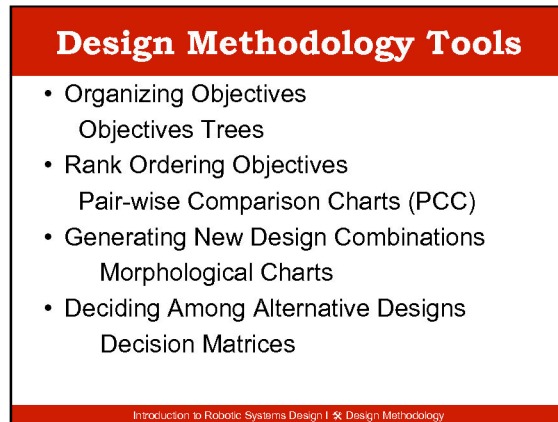 Design Methodology Tools
• Organizing Objectives
Objectives Trees
• Rank Ordering Objectives
Pair-wise Comparison Charts (PCC)
• Generating New Design Combinations
Morphological Charts
• Deciding Among Alternative Designs
Decision Matrices
Introduction to Robotic Systems Design I 🛠 Design Methodology